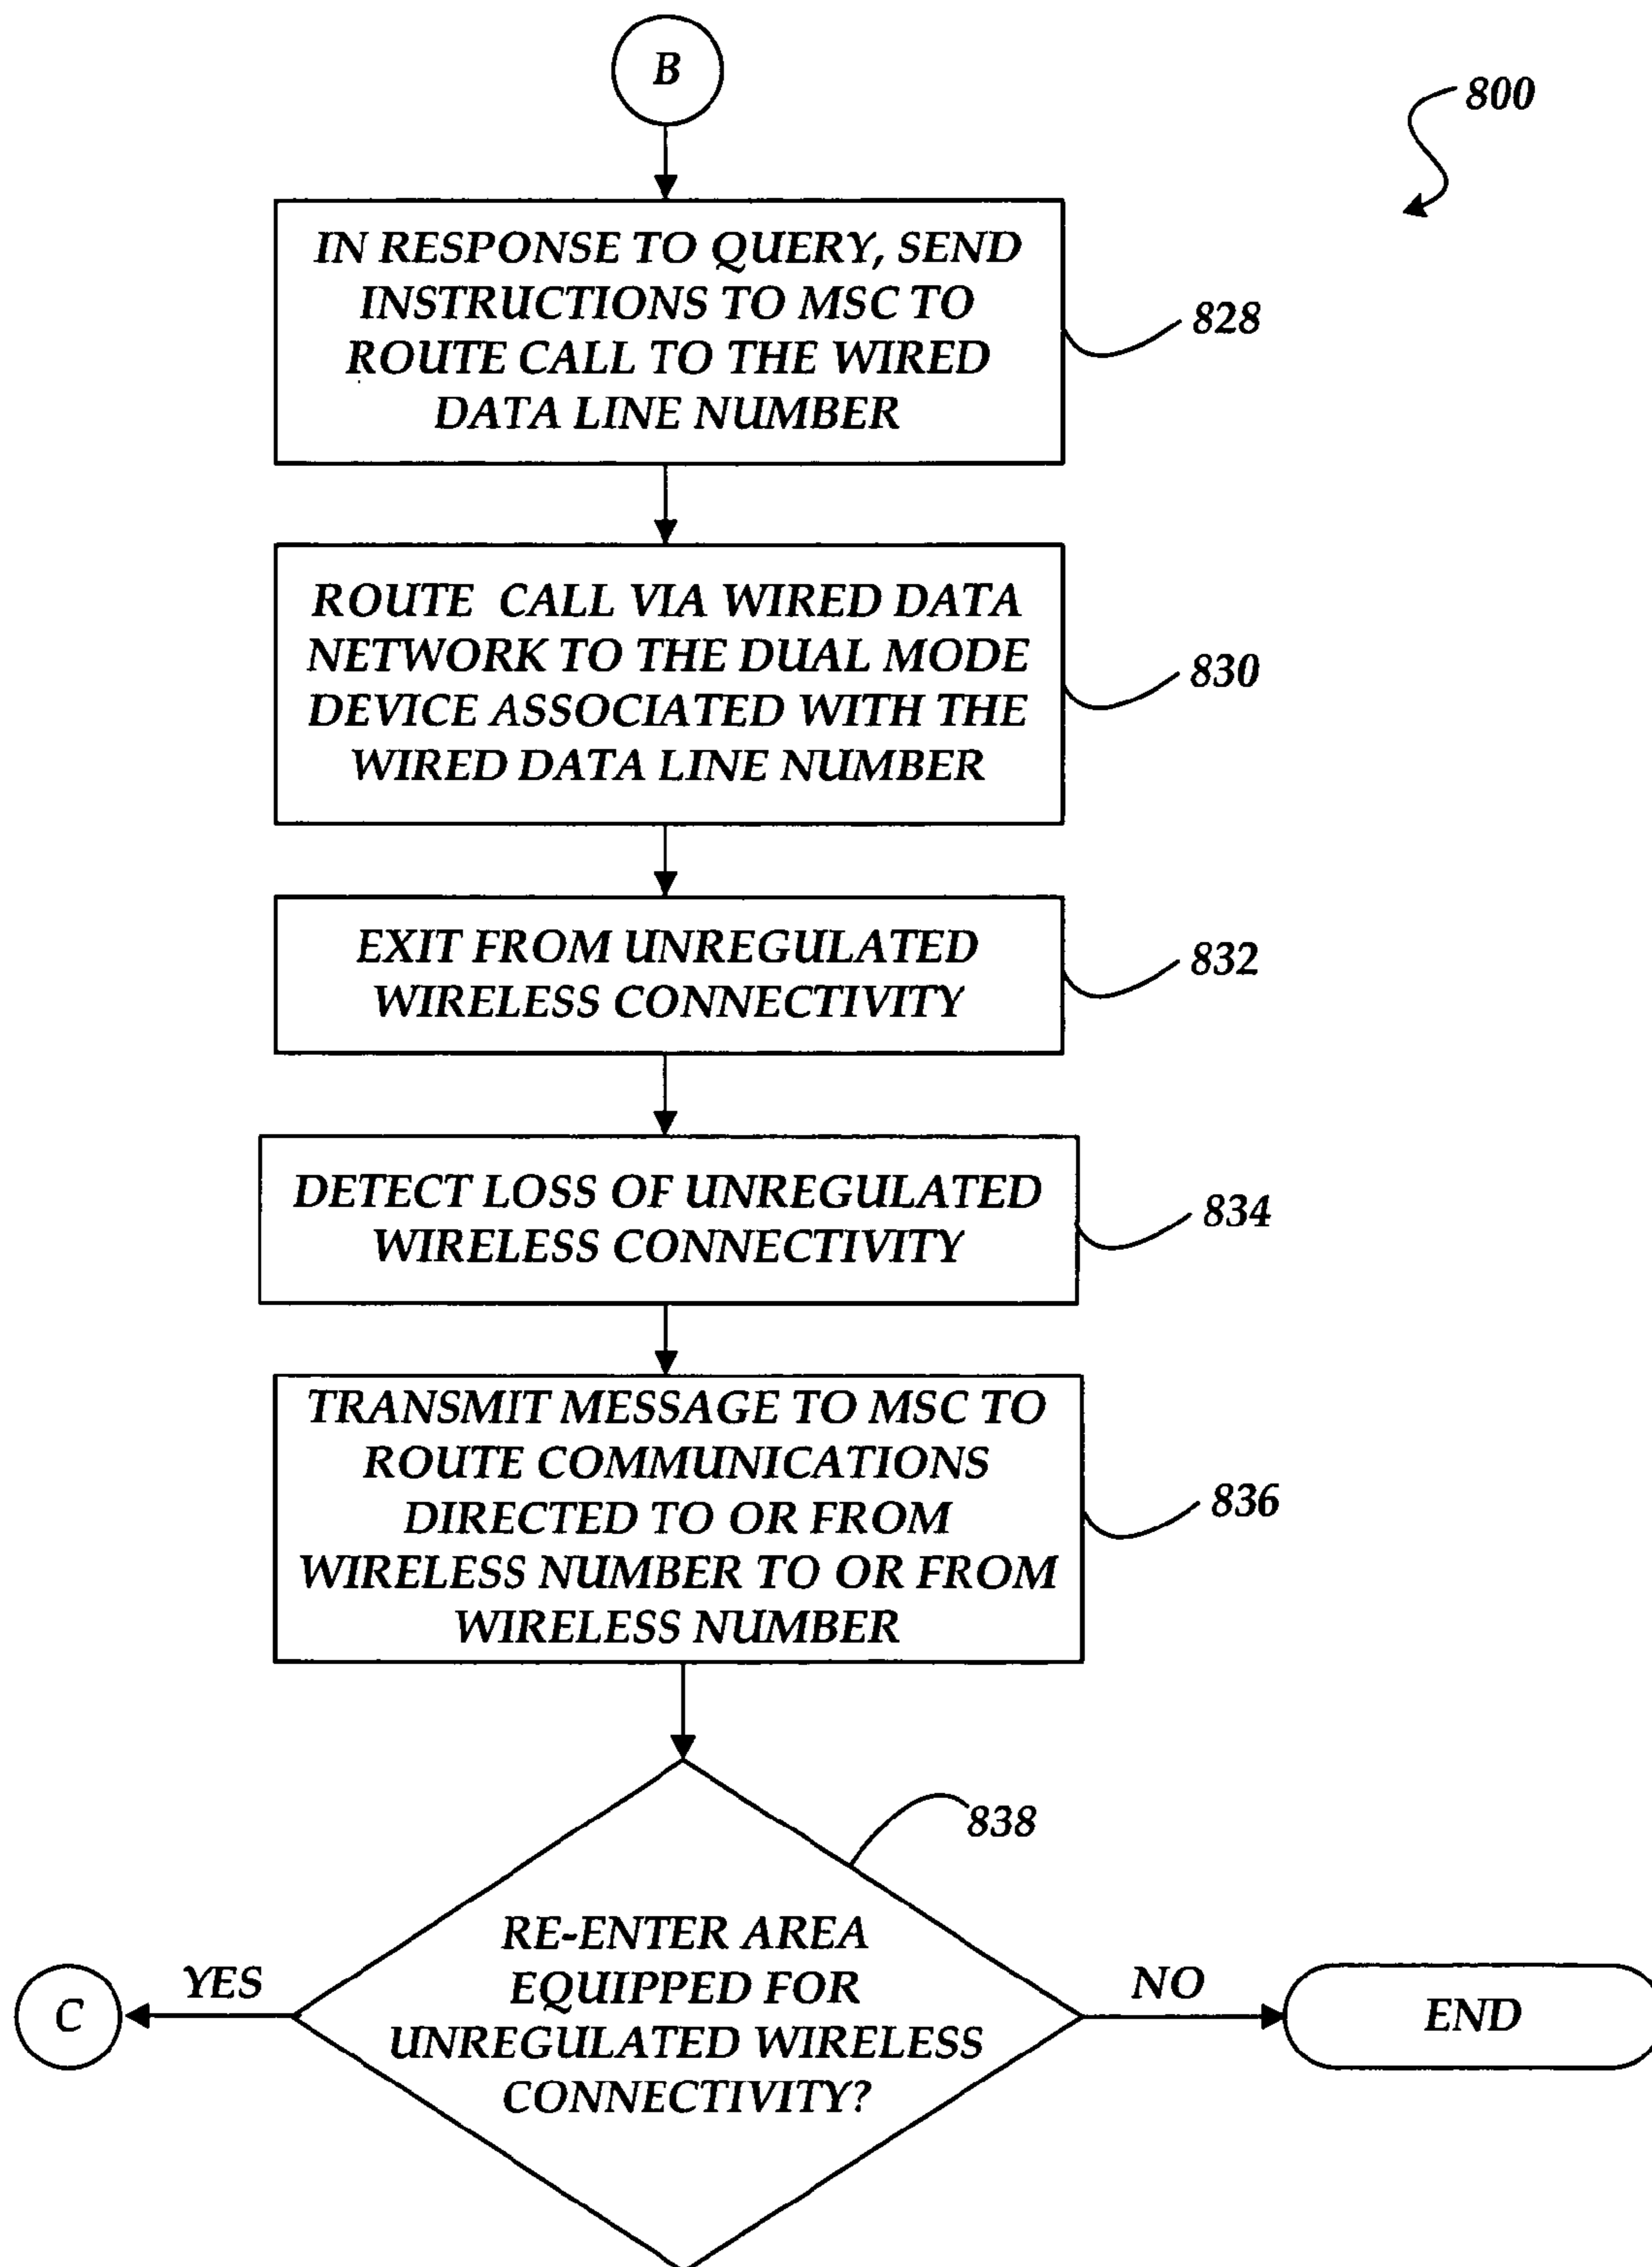 B
800
IN RESPONSE TO QUERY, SEND
INSTRUCTIONS TO MSC TO
ROUTE CALL TO THE WIRED
DATA LINE NUMBER
828
ROUTE CALL VIA WIRED DATA
NETWORK TO THE DUAL MODE
DEVICE ASSOCIATED WITH THE
WIRED DATA LINE NUMBER
830
EXIT FROM UNREGULATED
WIRELESS CONNECTIVITY
832
DETECT LOSS OF UNREGULATED
WIRELESS CONNECTIVITY
834
TRANSMIT MESSAGE TO MSC TO
ROUTE COMMUNICATIONS
DIRECTED TO OR FROM
WIRELESS NUMBER TO OR FROM
WIRELESS NUMBER
836
838
RE-ENTER AREA
EQUIPPED FOR
UNREGULATED WIRELESS
CONNECTIVITY?
YES
C
NO
END